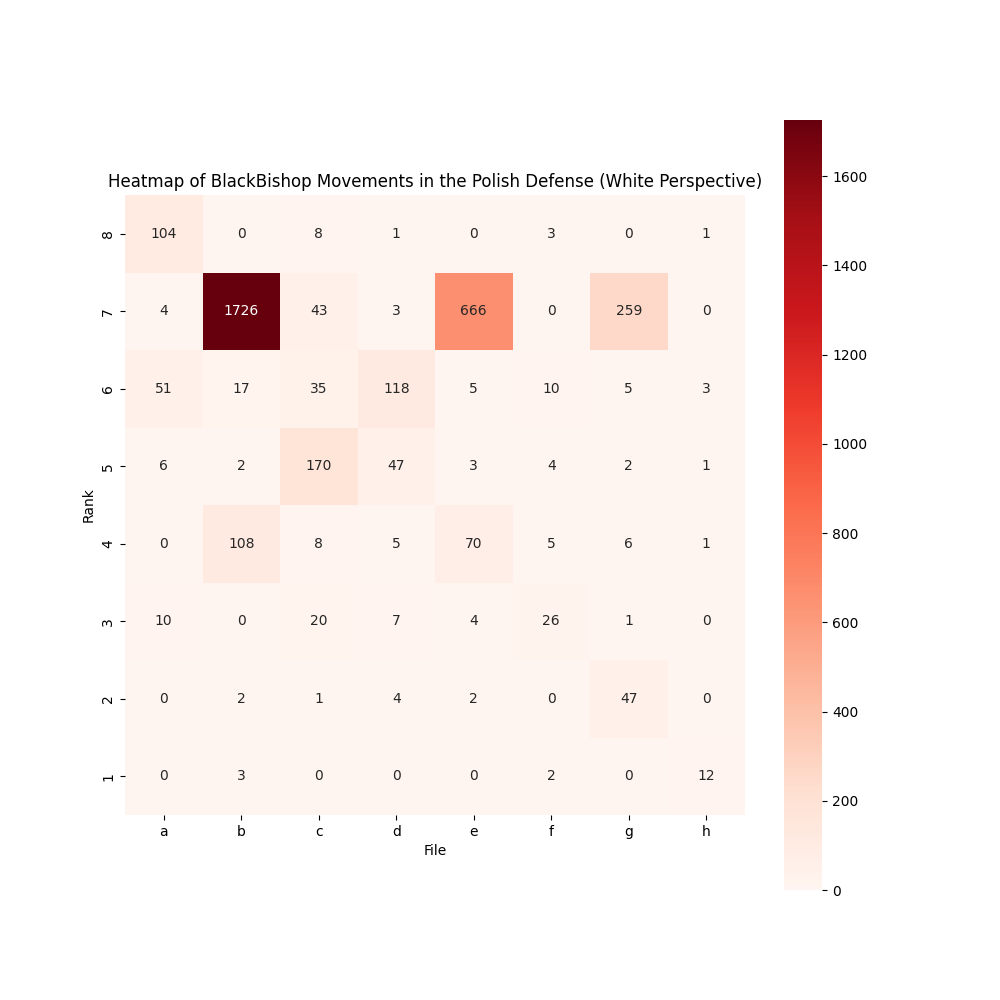 Heatmap of BlackBishop Movements in the Polish Defense (White Perspective)
8 104 0 8 1 0 3 0 1
7 4 1726 43 3 666 0 259 0
6 51 17 35 118 5 10 5 3
5 6 2 170 47 3 4 2 1
Rank
4 0 108 8 5 70 5 6 1
3 10 0 20 7 4 26 1 0
2 0 2 1 4 2 0 47 0
1 0 3 0 0 0 2 0 12
a b c d e f g h
File
1600
1400
1200
1000
800
600
400
200
0